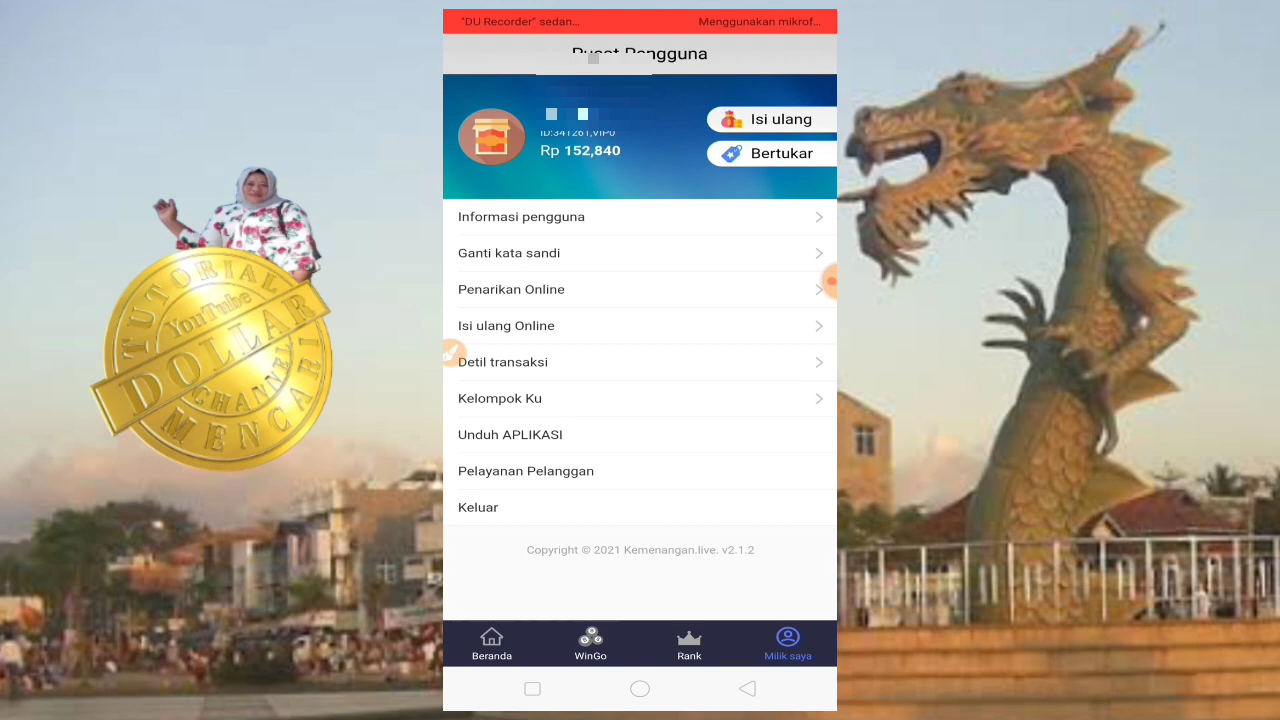 TUTORIAL
YouTube
DOLLAR
CHANNEL
MENCARI
"DU Recorder" sedan...
Menggunakan mikrof...
Pengguna
ID:341261,VIP0
Rp 152,840
Isi ulang
Bertukar
Informasi pengguna
Ganti kata sandi
Penarikan Online
Isi ulang Online
Detil transaksi
Kelompok Ku
Unduh APLIKASI
Pelayanan Pelanggan
Keluar
Copyright © 2021 Kemenangan.live. v2.1.2
Beranda
WinGo
Rank
Milik saya